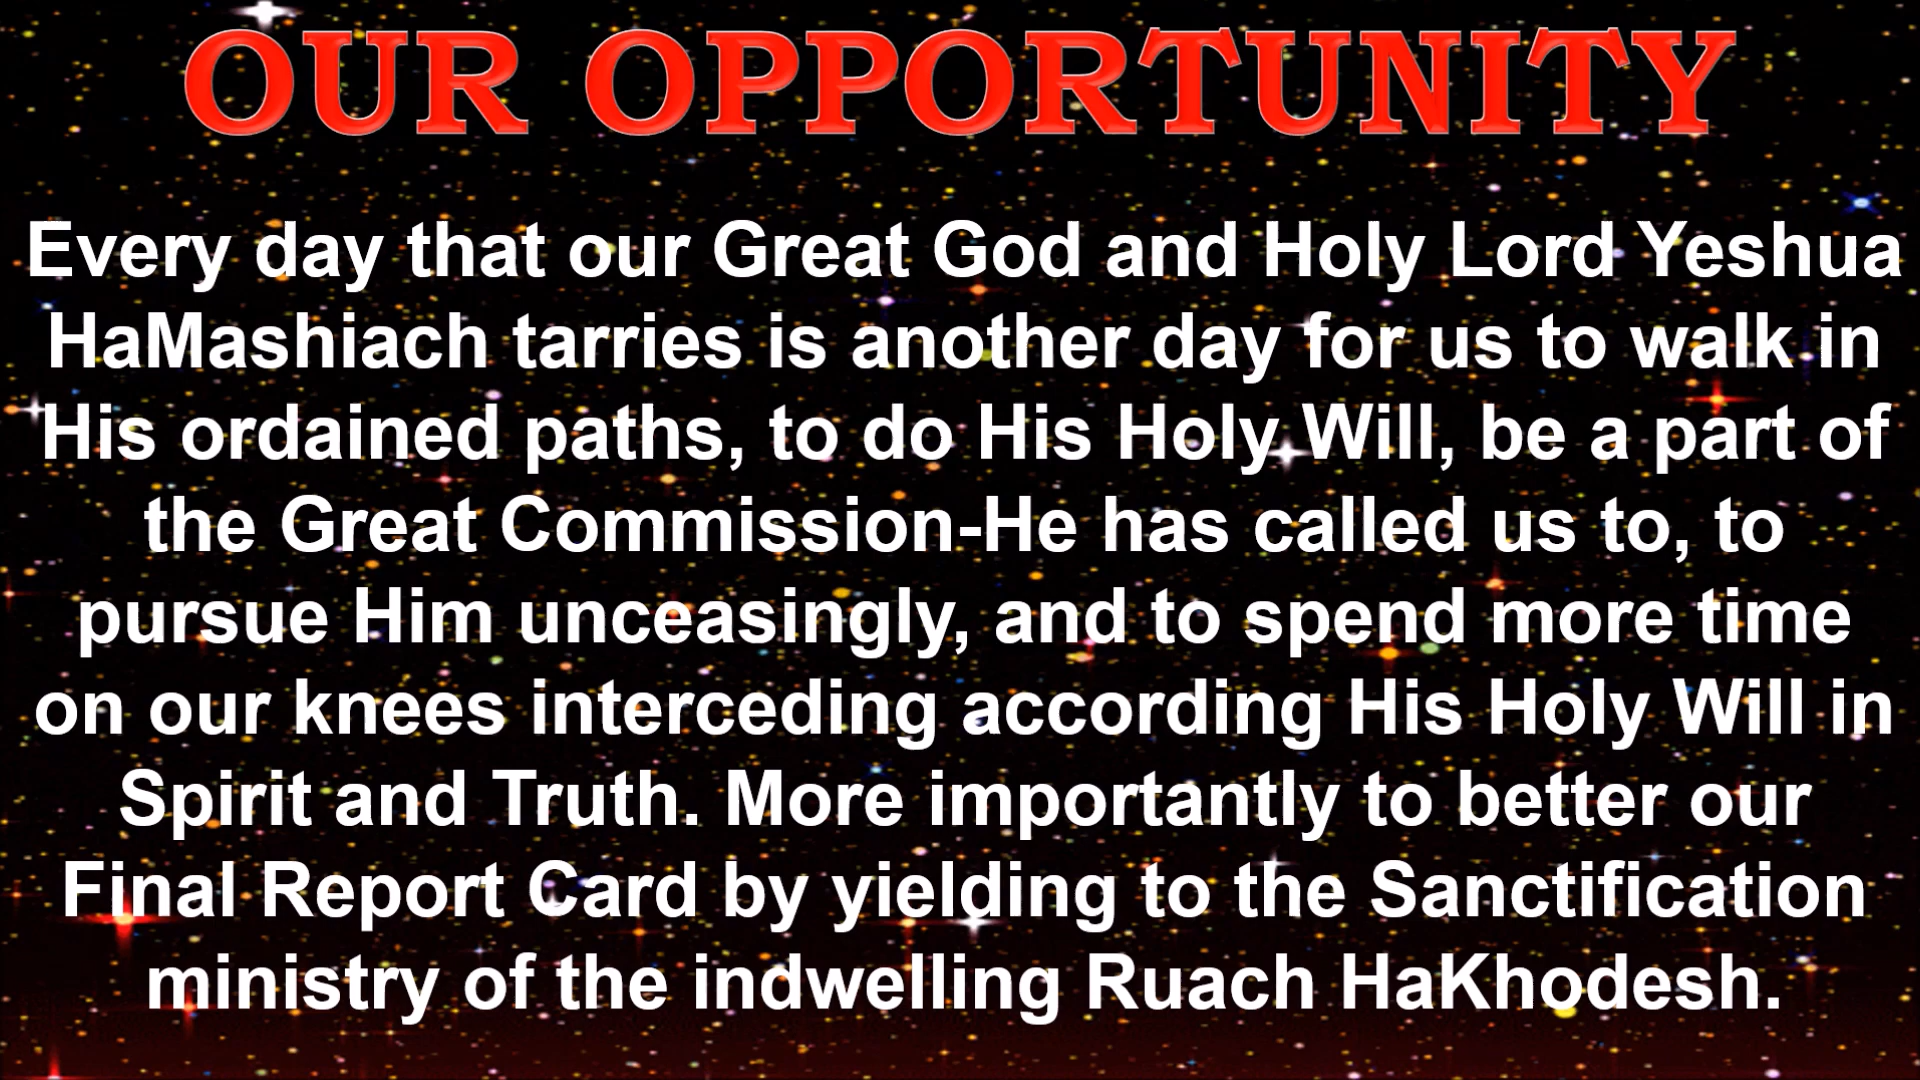 OUR OPPORTUNITY
Every day that our Great God and Holy Lord Yeshua
HaMashiach tarries is another day for us to walk in
His ordained paths, to do His Holy Will, be a part of
the Great Commission-He has called us to, to
pursue Him unceasingly, and to spend more time
on our knees interceding according His Holy Will in
Spirit and Truth. More importantly to better our
Final Report Card by yielding to the Sanctification
ministry of the indwelling Ruach HaKhodesh.